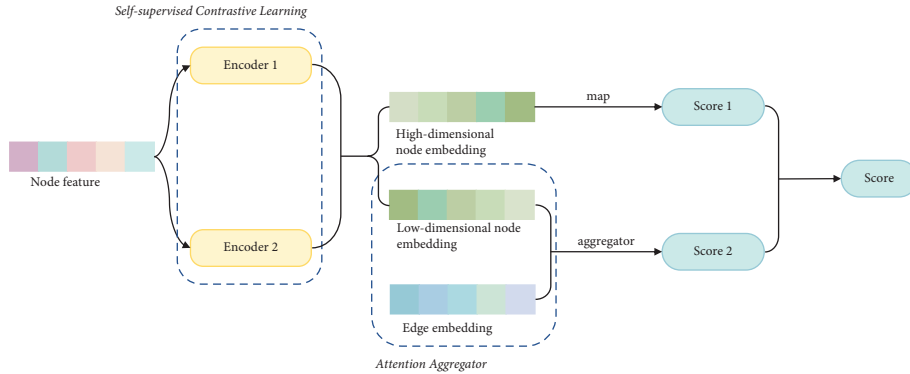 Self-supervised Contrastive Learning
Encoder 1
Node feature
Encoder 2
High-dimensional
node embedding
map
Score 1
Low-dimensional node
embedding
Edge embedding
aggregator
Score 2
Score
Attention Aggregator